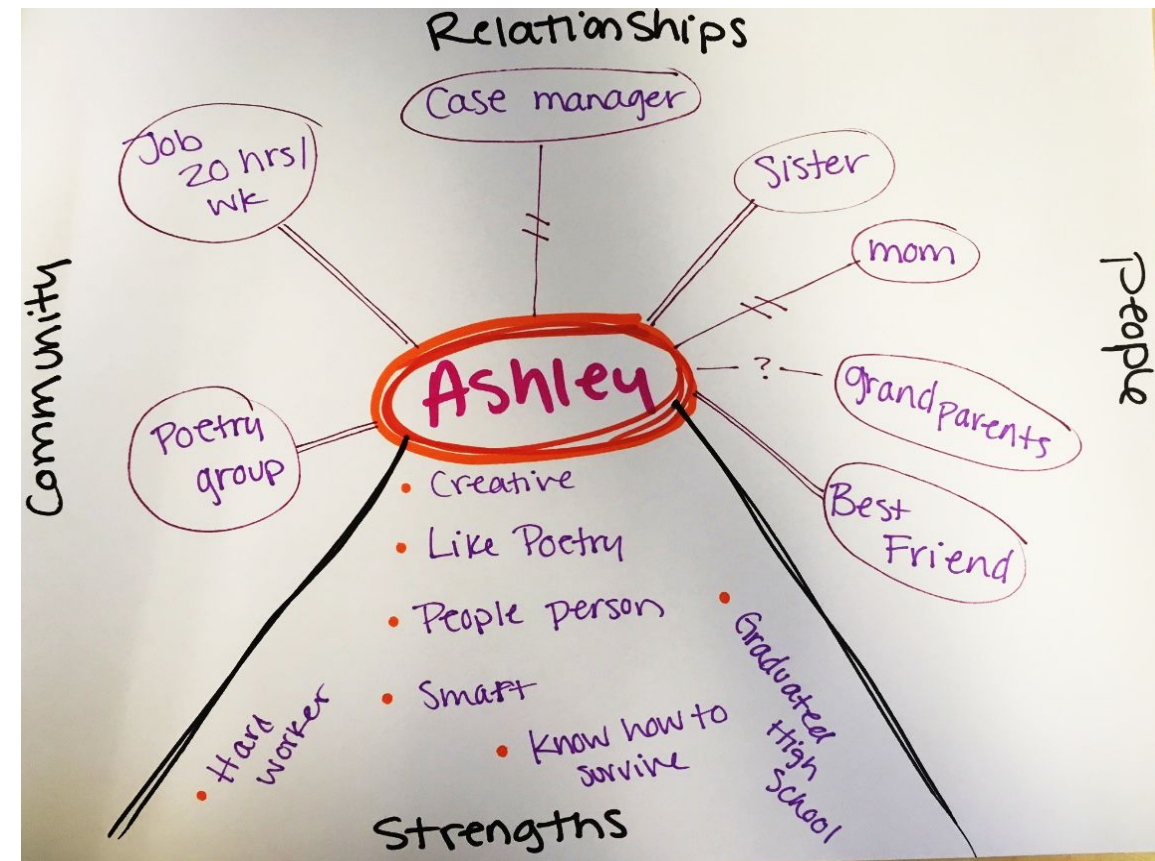 Relationships
Case manager
Job
20 hrs/
wk
Sister
mom
Community
People
Ashley
?
grandparents
Poetry
group
Best
Friend
• Creative
• Like Poetry
• People person
• Smart
• Know how to
survive
• Hard
worker
• Graduated
High
School
Strengths